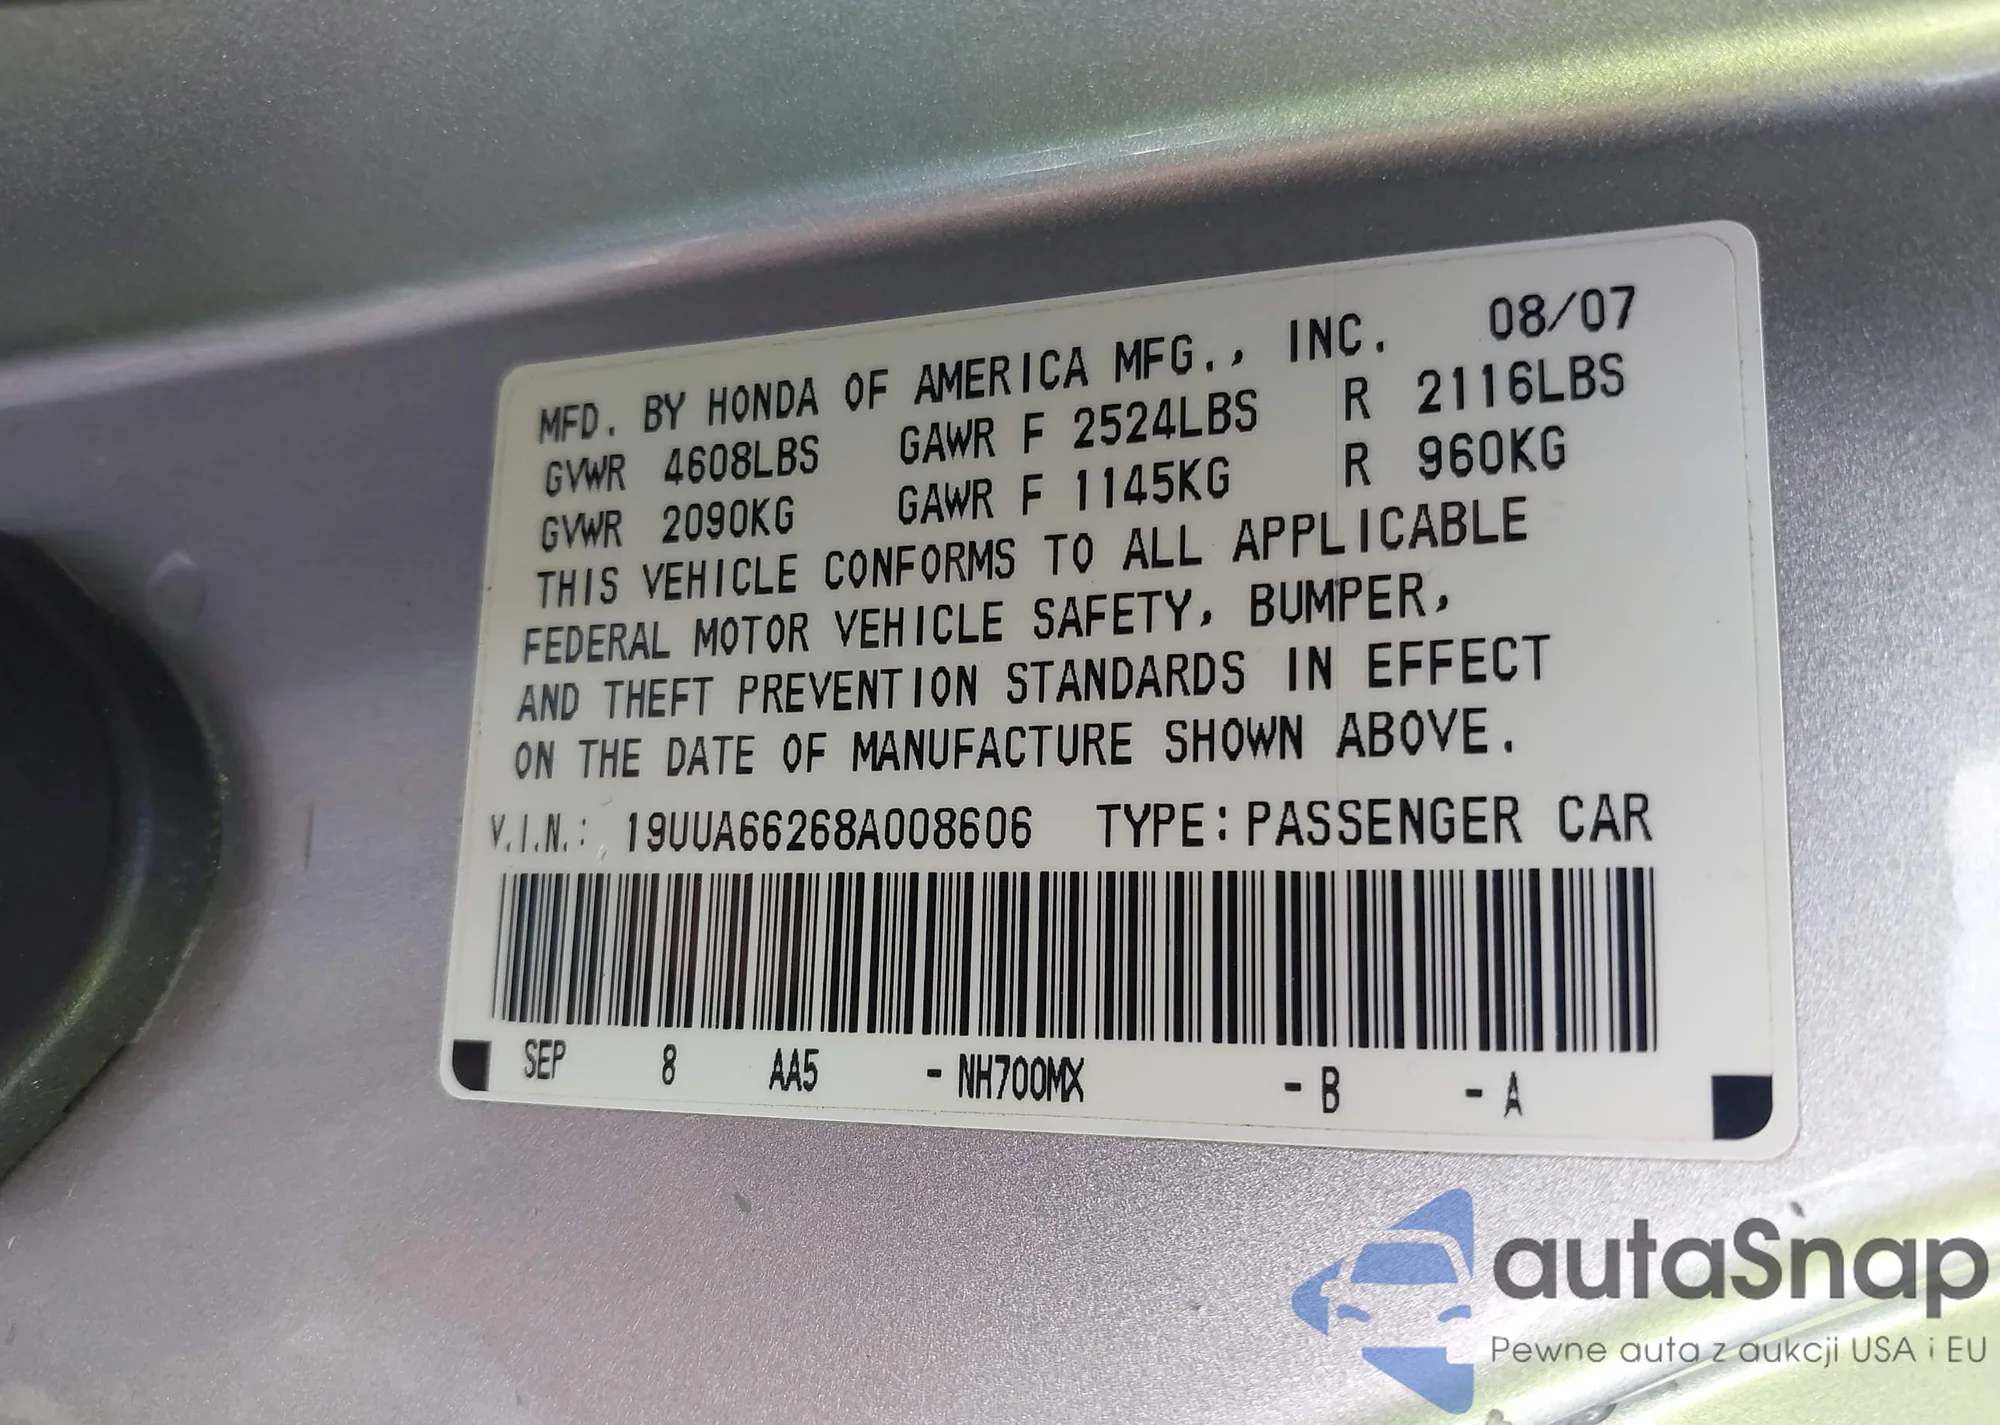 MFD. BY HONDA OF AMERICA MFG., INC. 08/07
GVWR 4608LBS GAWR F 2524LBS R 2116LBS
GVWR 2090KG GAWR F 1145KG R 960KG
THIS VEHICLE CONFORMS TO ALL APPLICABLE
FEDERAL MOTOR VEHICLE SAFETY, BUMPER,
AND THEFT PREVENTION STANDARDS IN EFFECT
ON THE DATE OF MANUFACTURE SHOWN ABOVE.
V.I.N.: 19UUA66268A008606 TYPE: PASSENGER CAR
SEP 8 AA5 - NH700MX - B - A
autaSnap
Pewne auta z aukcji USA i EU